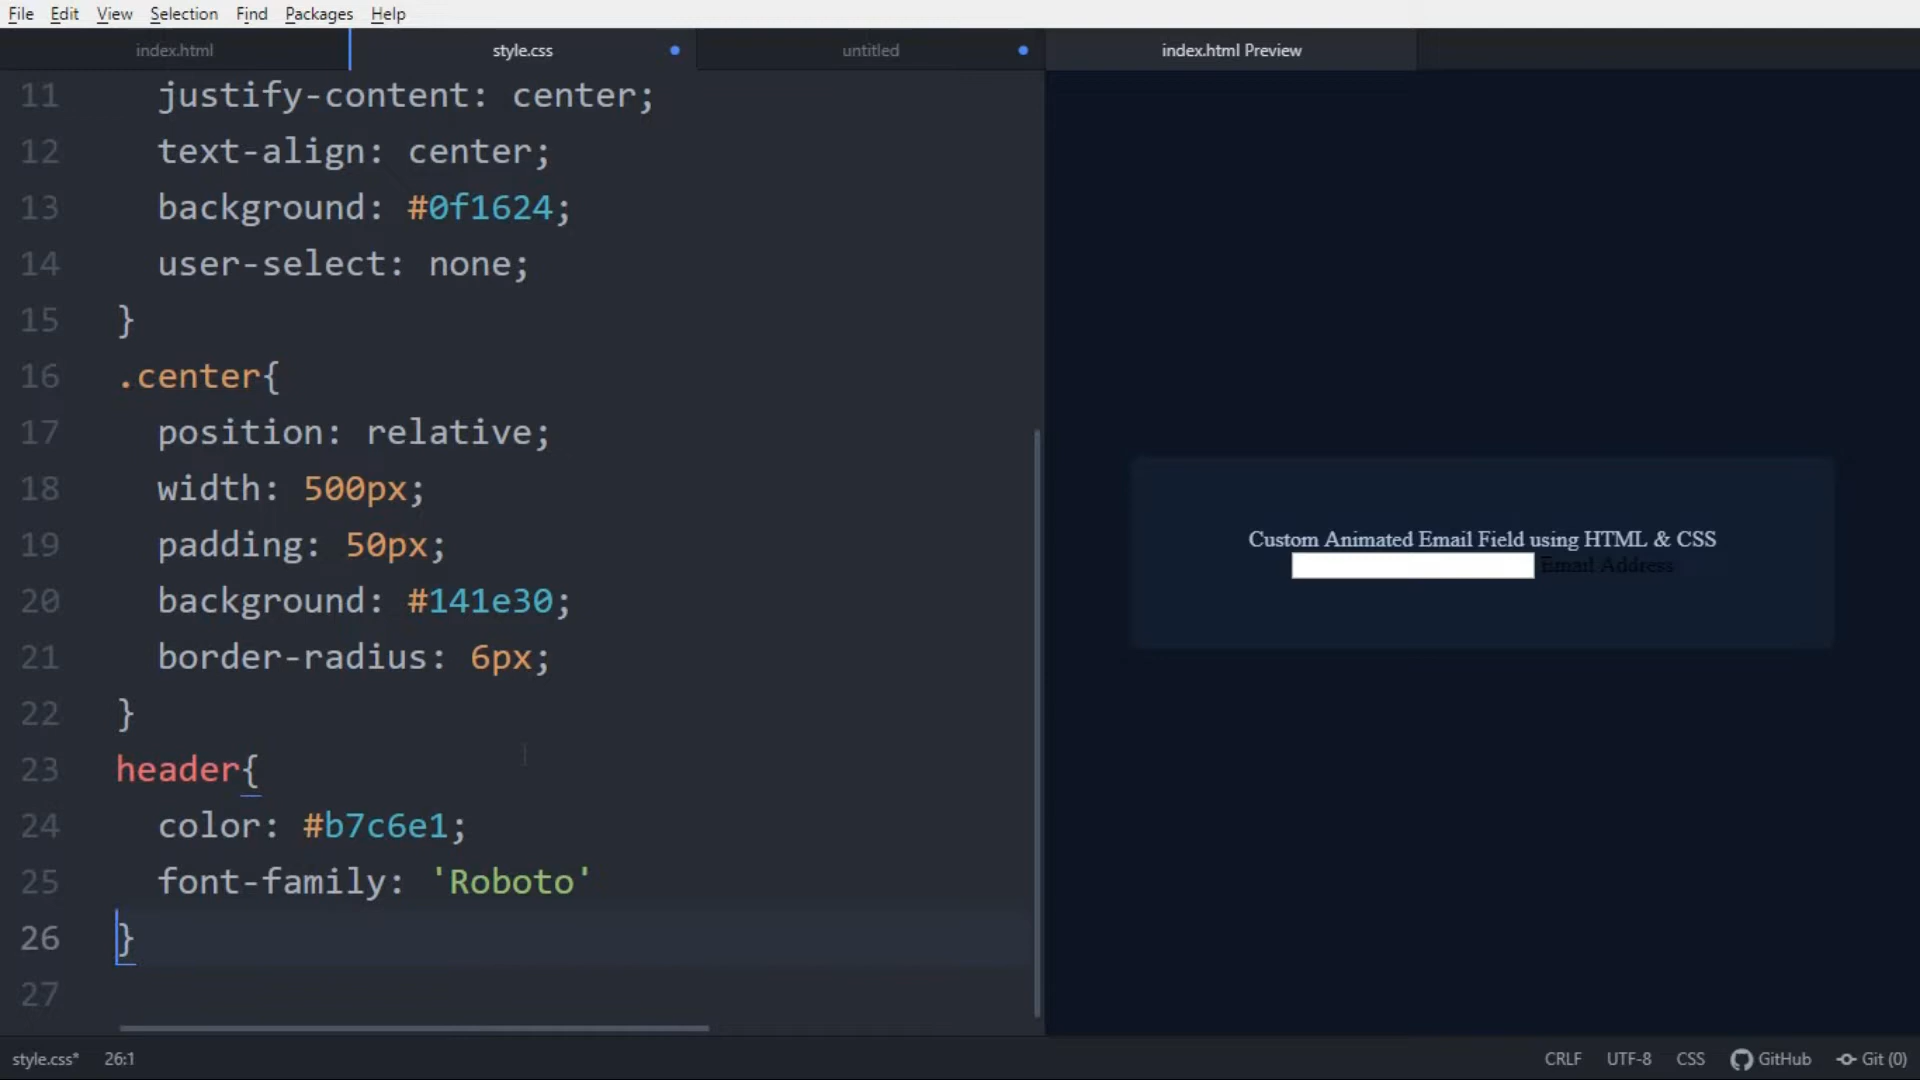 File Edit View Selection Find Packages Help
index.html style.css untitled index.html Preview
11 justify-content: center;
12 text-align: center;
13 background: #0f1624;
14 user-select: none;
15 }
16 .center{
17 position: relative;
18 width: 500px;
19 padding: 50px;
20 background: #141e30;
21 border-radius: 6px;
22 }
23 header{
24 color: #b7c6e1;
25 font-family: 'Roboto'
26 }
27
Custom Animated Email Field using HTML & CSS
Email Address
style.css* 26:1 CRLF UTF-8 CSS GitHub Git (0)